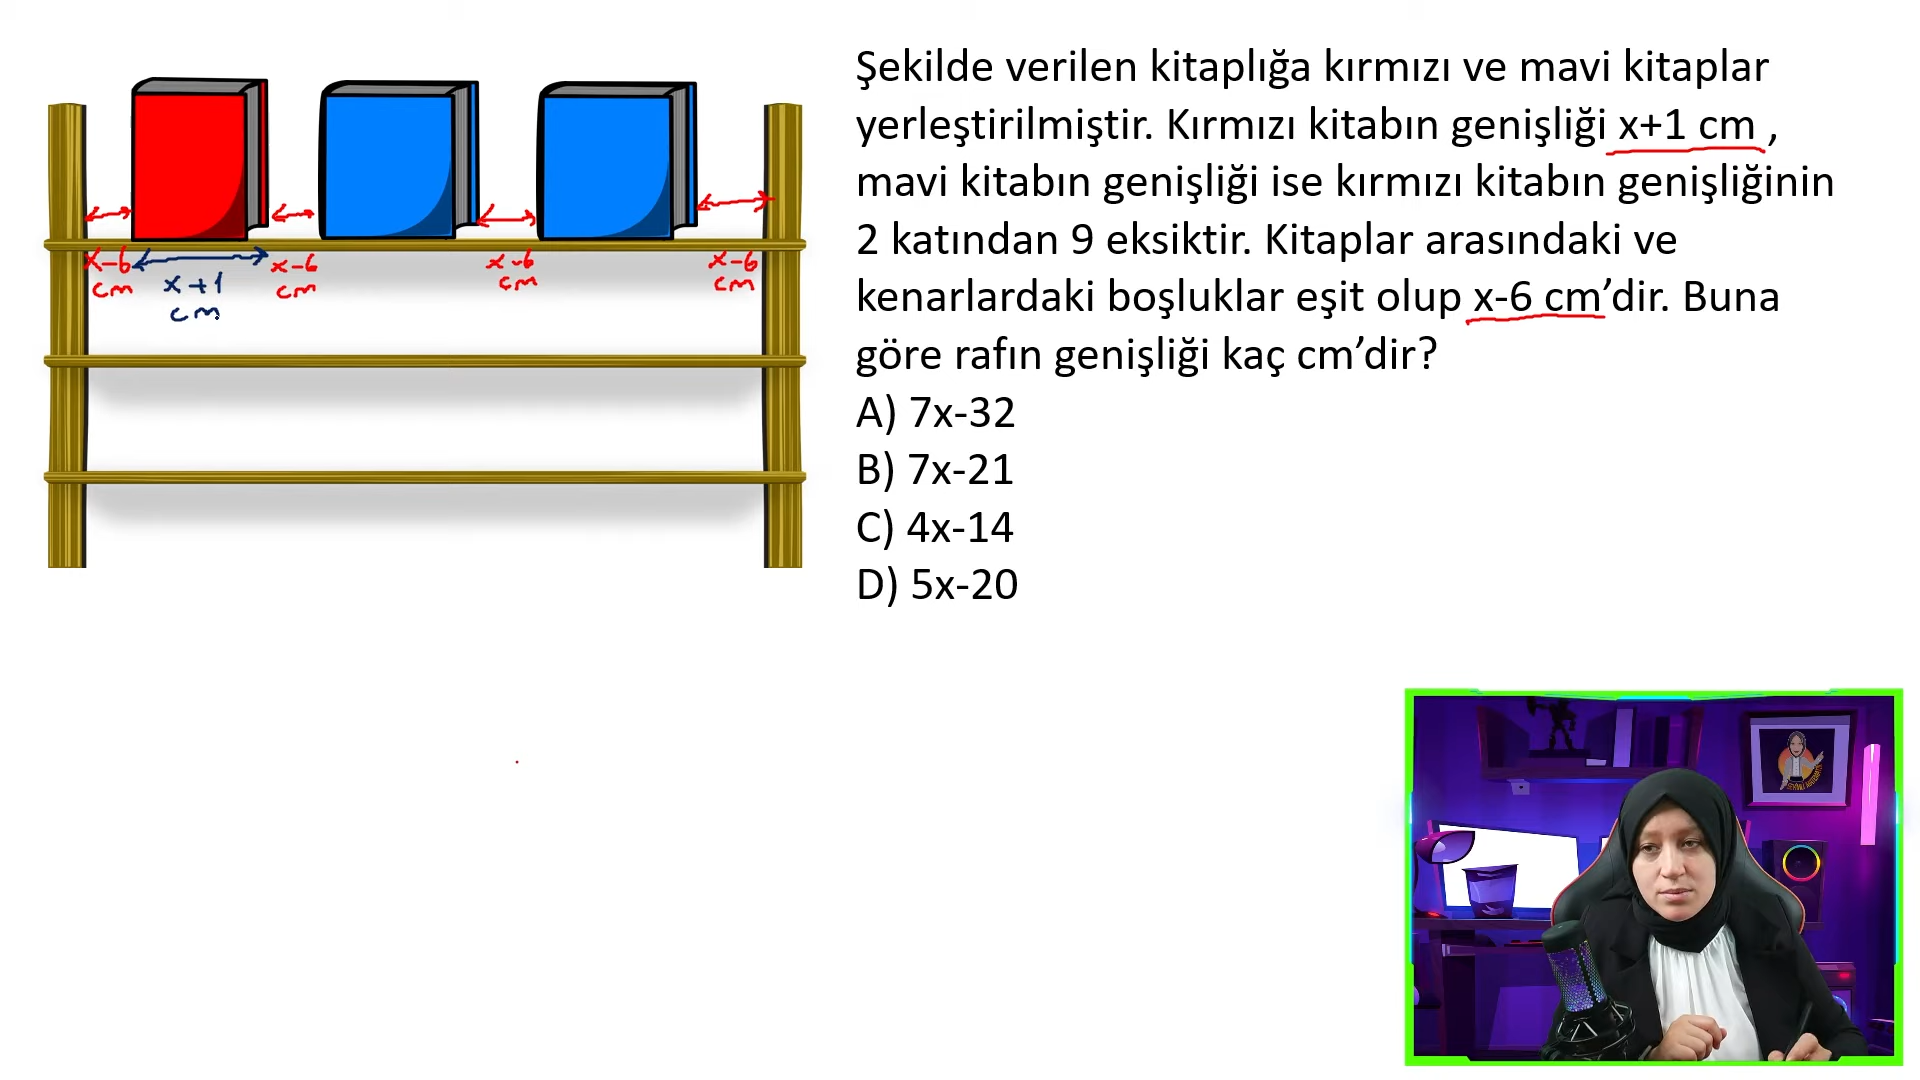 Şekilde verilen kitaplığa kırmızı ve mavi kitaplar
yerleştirilmiştir. Kırmızı kitabın genişliği x+1 cm ,
mavi kitabın genişliği ise kırmızı kitabın genişliğinin
2 katından 9 eksiktir. Kitaplar arasındaki ve
kenarlardaki boşluklar eşit olup x-6 cm’dir. Buna
göre rafın genişliği kaç cm’dir?
A) 7x-32
B) 7x-21
C) 4x-14
D) 5x-20
x-6
cm
x+1
cm
x-6
cm
x-6
cm
x-6
cm